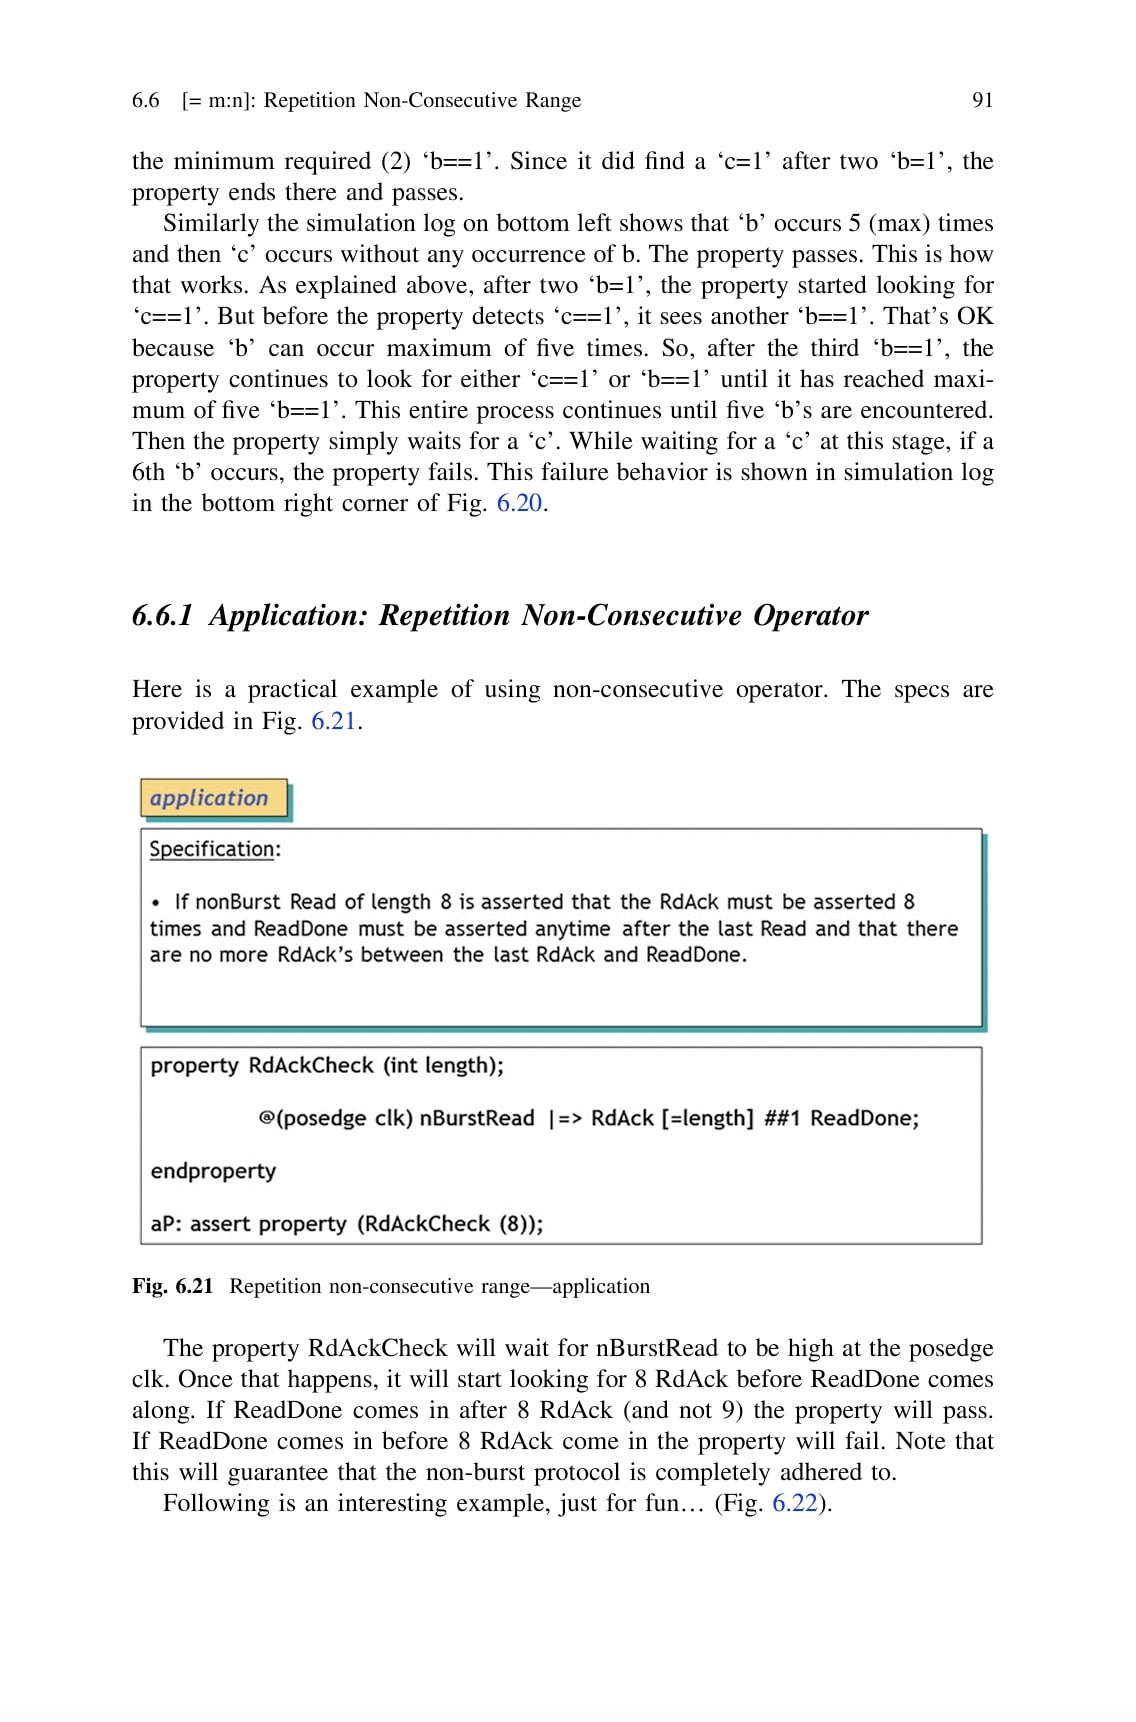 6.6 [= m:n]: Repetition Non-Consecutive Range 91
the minimum required (2) ‘b==1’. Since it did find a ‘c=1’ after two ‘b=1’, the
property ends there and passes.
Similarly the simulation log on bottom left shows that ‘b’ occurs 5 (max) times
and then ‘c’ occurs without any occurrence of b. The property passes. This is how
that works. As explained above, after two ‘b=1’, the property started looking for
‘c==1’. But before the property detects ‘c==1’, it sees another ‘b==1’. That’s OK
because ‘b’ can occur maximum of five times. So, after the third ‘b==1’, the
property continues to look for either ‘c==1’ or ‘b==1’ until it has reached maxi-
mum of five ‘b==1’. This entire process continues until five ‘b’s are encountered.
Then the property simply waits for a ‘c’. While waiting for a ‘c’ at this stage, if a
6th ‘b’ occurs, the property fails. This failure behavior is shown in simulation log
in the bottom right corner of Fig. 6.20.
6.6.1 Application: Repetition Non-Consecutive Operator
Here is a practical example of using non-consecutive operator. The specs are
provided in Fig. 6.21.
application
Specification:
• If nonBurst Read of length 8 is asserted that the RdAck must be asserted 8
times and ReadDone must be asserted anytime after the last Read and that there
are no more RdAck’s between the last RdAck and ReadDone.
property RdAckCheck (int length);
@(posedge clk) nBurstRead |=> RdAck [=length] ##1 ReadDone;
endproperty
aP: assert property (RdAckCheck (8));
Fig. 6.21 Repetition non-consecutive range—application
The property RdAckCheck will wait for nBurstRead to be high at the posedge
clk. Once that happens, it will start looking for 8 RdAck before ReadDone comes
along. If ReadDone comes in after 8 RdAck (and not 9) the property will pass.
If ReadDone comes in before 8 RdAck come in the property will fail. Note that
this will guarantee that the non-burst protocol is completely adhered to.
Following is an interesting example, just for fun… (Fig. 6.22).